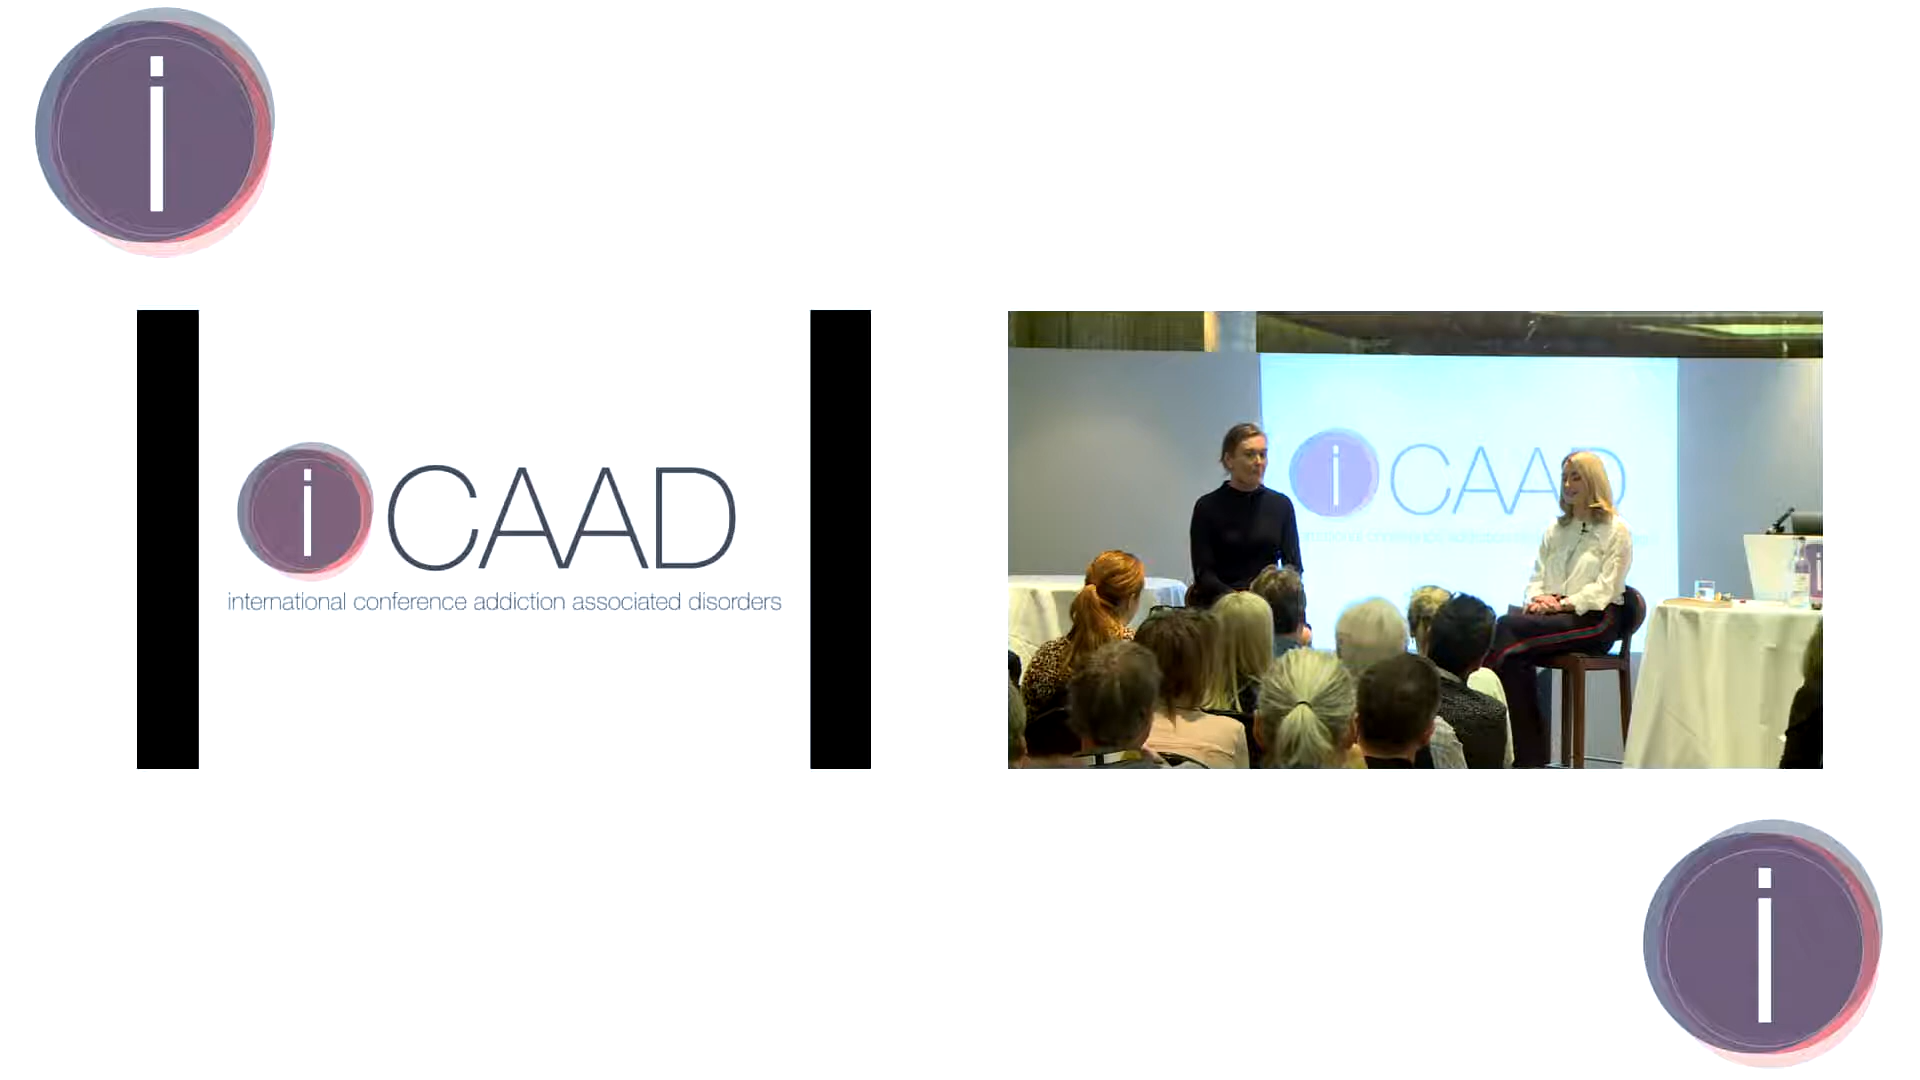 i
i CAAD
international conference addiction associated disorders
i CAAD
i